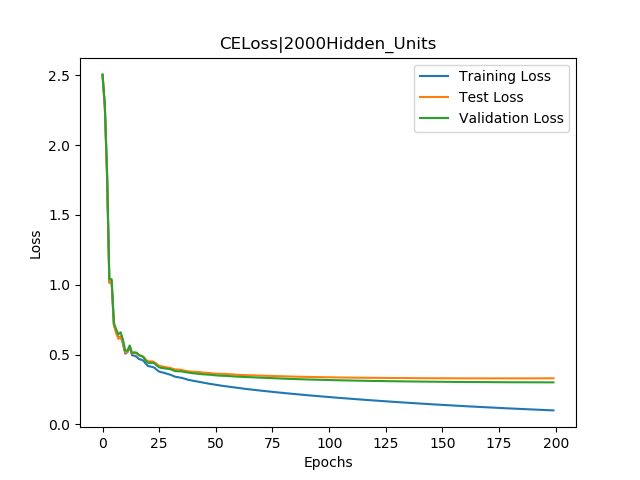 CELoss|2000Hidden_Units
Training Loss
Test Loss
Validation Loss
2.5
2.0
1.5
1.0
0.5
0.0
Loss
0 25 50 75 100 125 150 175 200
Epochs